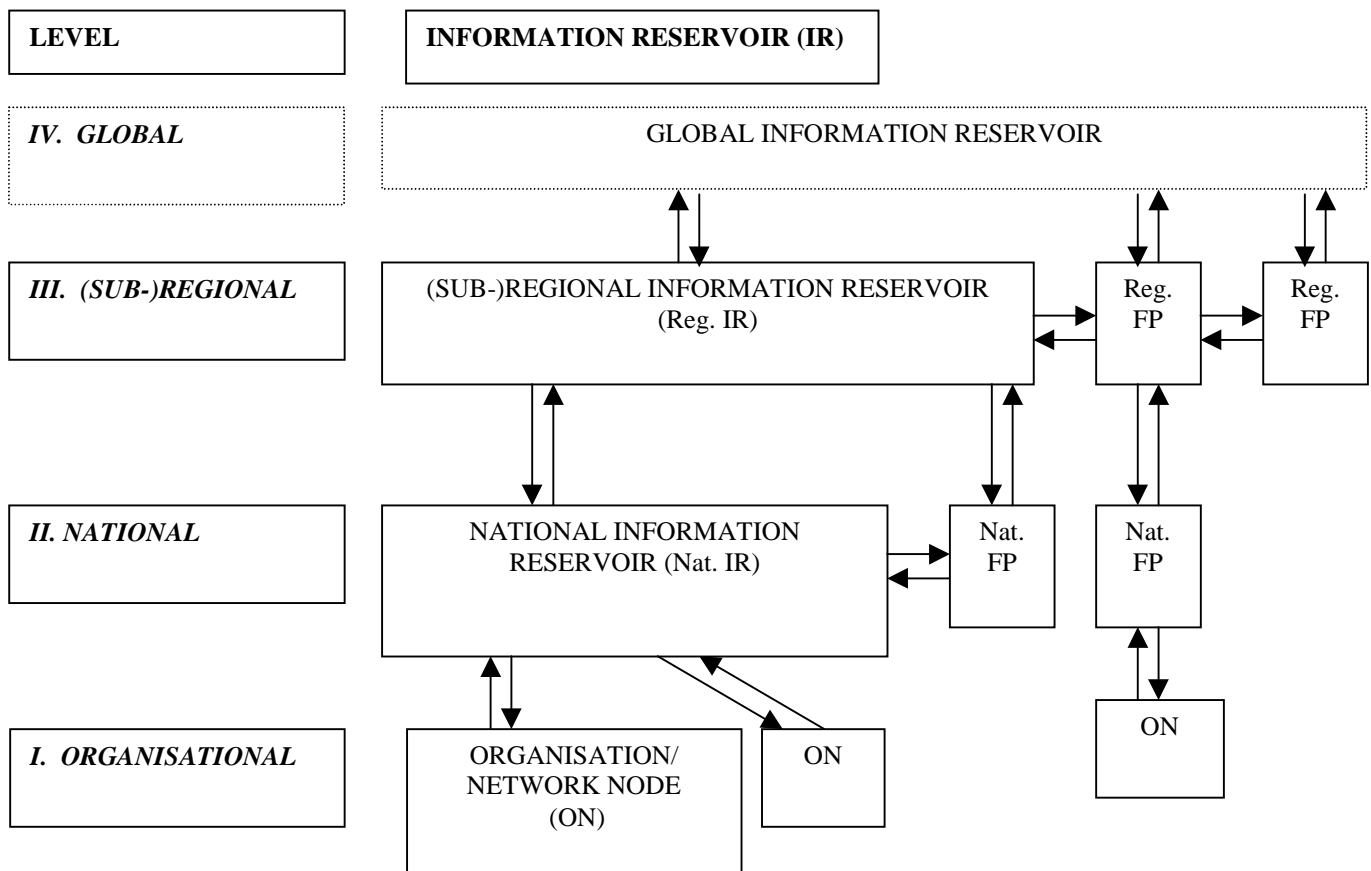 LEVEL
INFORMATION RESERVOIR (IR)
IV. GLOBAL
GLOBAL INFORMATION RESERVOIR
III. (SUB-)REGIONAL
(SUB-)REGIONAL INFORMATION RESERVOIR
(Reg. IR)
Reg.
FP
Reg.
FP
II. NATIONAL
NATIONAL INFORMATION
RESERVOIR (Nat. IR)
Nat.
FP
Nat.
FP
I. ORGANISATIONAL
ORGANISATION/
NETWORK NODE
(ON)
ON
ON